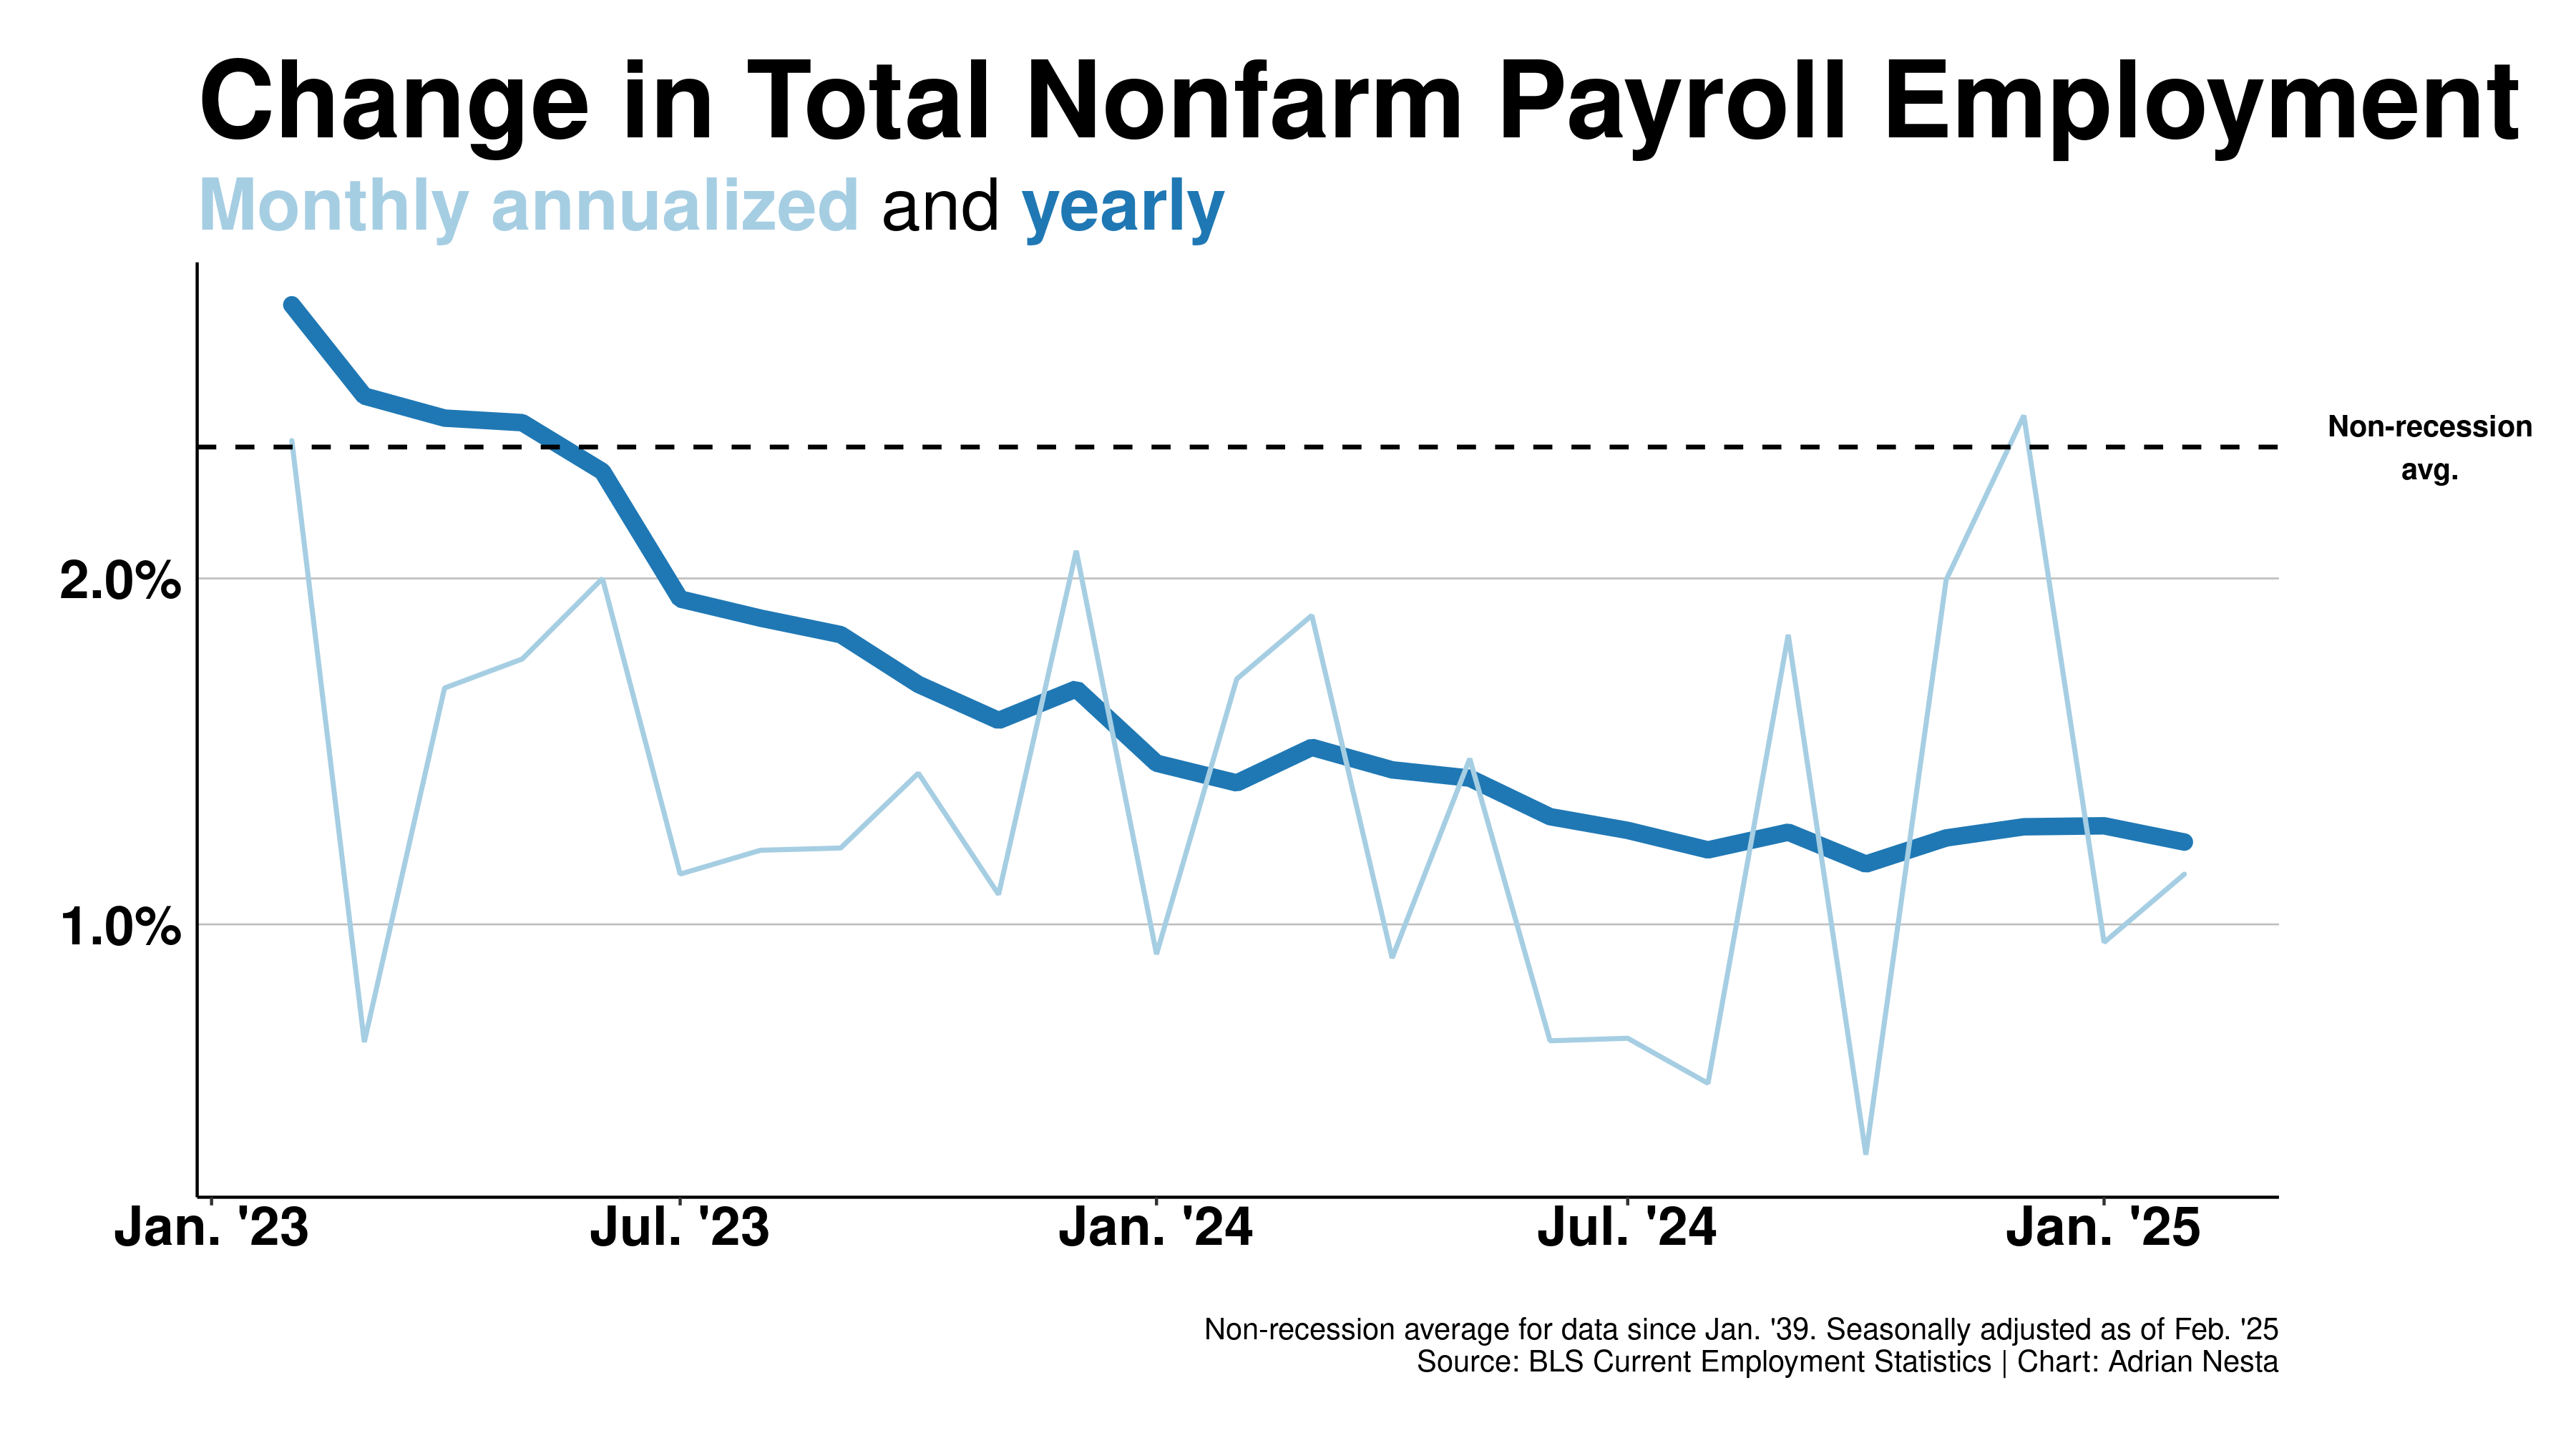 Change in Total Nonfarm Payroll Employment
Monthly annualized and yearly
Non-recession
avg.
2.0%
1.0%
Jan. '23
Jul. '23
Jan. '24
Jul. '24
Jan. '25
Non-recession average for data since Jan. '39. Seasonally adjusted as of Feb. '25
Source: BLS Current Employment Statistics | Chart: Adrian Nesta